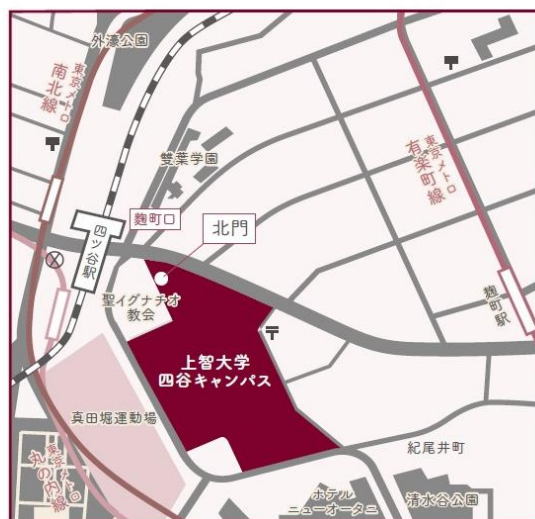 外濠公園
東京メトロ
南北線
東京メトロ
有楽町線
雙葉学園
麹町口
北門
四ツ谷駅
聖イグナチオ
教会
麹町駅
上智大学
四谷キャンパス
真田堀運動場
東京メトロ
丸の内線
紀尾井町
ホテル
ニューオータニ
清水谷公園